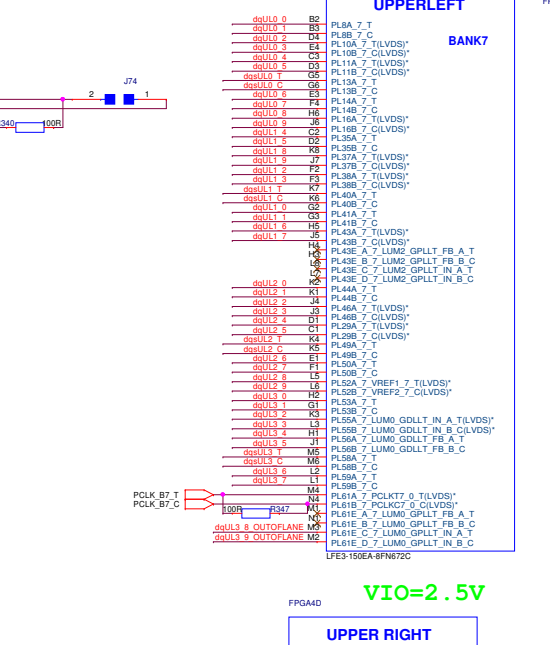 UPPERLEFT
BANK7
dqUL0_0 B2 PL8A_7_T
dqUL0_1 B3 PL8B_7_C
dqUL0_2 D4 PL10A_7_T(LVDS)*
dqUL0_3 E4 PL10B_7_C(LVDS)*
dqUL0_4 C3 PL11A_7_T(LVDS)*
dqUL0_5 D3 PL11B_7_C(LVDS)*
dqsUL0_T G5 PL13A_7_T
dqsUL0_C G6 PL13B_7_C
J74
2 1
dqUL0_6 E3 PL14A_7_T
dqUL0_7 F4 PL14B_7_C
dqUL0_8 H6 PL16A_7_T(LVDS)*
340 100R
dqUL0_9 J6 PL16B_7_C(LVDS)*
dqUL1_4 C2 PL35A_7_T
dqUL1_5 D2 PL35B_7_C
dqUL1_8 K8 PL37A_7_T(LVDS)*
dqUL1_9 J7 PL37B_7_C(LVDS)*
dqUL1_2 F2 PL38A_7_T(LVDS)*
dqUL1_3 F3 PL38B_7_C(LVDS)*
dqsUL1_T K7 PL40A_7_T
dqsUL1_C K6 PL40B_7_C
dqUL1_0 G2 PL41A_7_T
dqUL1_1 G3 PL41B_7_C
dqUL1_6 H5 PL43A_7_T(LVDS)*
dqUL1_7 J5 PL43B_7_C(LVDS)*
H4 PL43E_A_7_LUM2_GPLLT_FB_A_T
PL43E_B_7_LUM2_GPLLT_FB_B_C
PL43E_C_7_LUM2_GPLLT_IN_A_T
PL43E_D_7_LUM2_GPLLT_IN_B_C
dqUL2_0 K2 PL44A_7_T
dqUL2_1 K1 PL44B_7_C
dqUL2_2 J4 PL46A_7_T(LVDS)*
dqUL2_3 J3 PL46B_7_C(LVDS)*
dqUL2_4 D1 PL29A_7_T(LVDS)*
dqUL2_5 C1 PL29B_7_C(LVDS)*
dqsUL2_T K4 PL49A_7_T
dqsUL2_C K5 PL49B_7_C
dqUL2_6 E1 PL50A_7_T
dqUL2_7 F1 PL50B_7_C
dqUL2_8 L5 PL52A_7_VREF1_7_T(LVDS)*
dqUL2_9 L6 PL52B_7_VREF2_7_C(LVDS)*
dqUL3_0 H2 PL53A_7_T
dqUL3_1 G1 PL53B_7_C
dqUL3_2 K3 PL55A_7_LUM0_GDLLT_IN_A_T(LVDS)*
dqUL3_3 L3 PL55B_7_LUM0_GDLLT_IN_B_C(LVDS)*
dqUL3_4 H1 PL56A_7_LUM0_GDLLT_FB_A_T
dqUL3_5 J1 PL56B_7_LUM0_GDLLT_FB_B_C
dqsUL3_T M5 PL58A_7_T
dqsUL3_C M6 PL58B_7_C
dqUL3_6 L2 PL59A_7_T
dqUL3_7 L1 PL59B_7_C
PCLK_B7_T M4 PL61A_7_PCLKT7_0_T(LVDS)*
PCLK_B7_C N4 PL61B_7_PCLKC7_0_C(LVDS)*
100R R347 PL61E_A_7_LUM0_GPLLT_FB_A_T
PL61E_B_7_LUM0_GPLLT_FB_B_C
dqUL3_8_OUTOFLANE M3 PL61E_C_7_LUM0_GPLLT_IN_A_T
dqUL3_9_OUTOFLANE M2 PL61E_D_7_LUM0_GPLLT_IN_B_C
LFE3-150EA-8FN672C
VIO=2.5V
FPGA4D
UPPER RIGHT